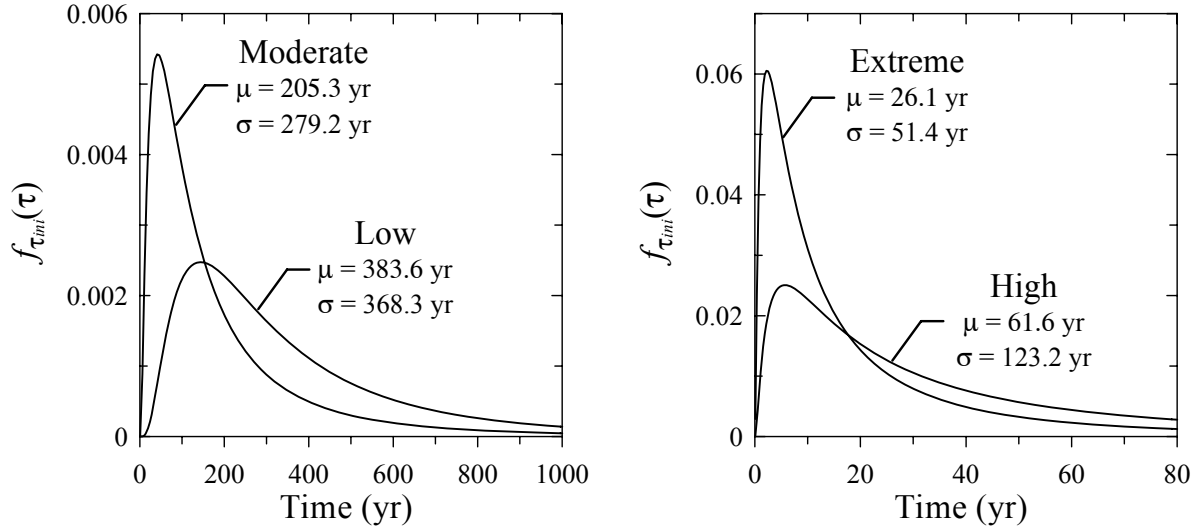 0.006
Moderate
μ = 205.3 yr
σ = 279.2 yr
0.004
f τini (τ)
Low
μ = 383.6 yr
σ = 368.3 yr
0.002
0
0 200 400 600 800 1000
Time (yr)
0.06
Extreme
μ = 26.1 yr
σ = 51.4 yr
0.04
f τini (τ)
High
μ = 61.6 yr
σ = 123.2 yr
0.02
0
0 20 40 60 80
Time (yr)